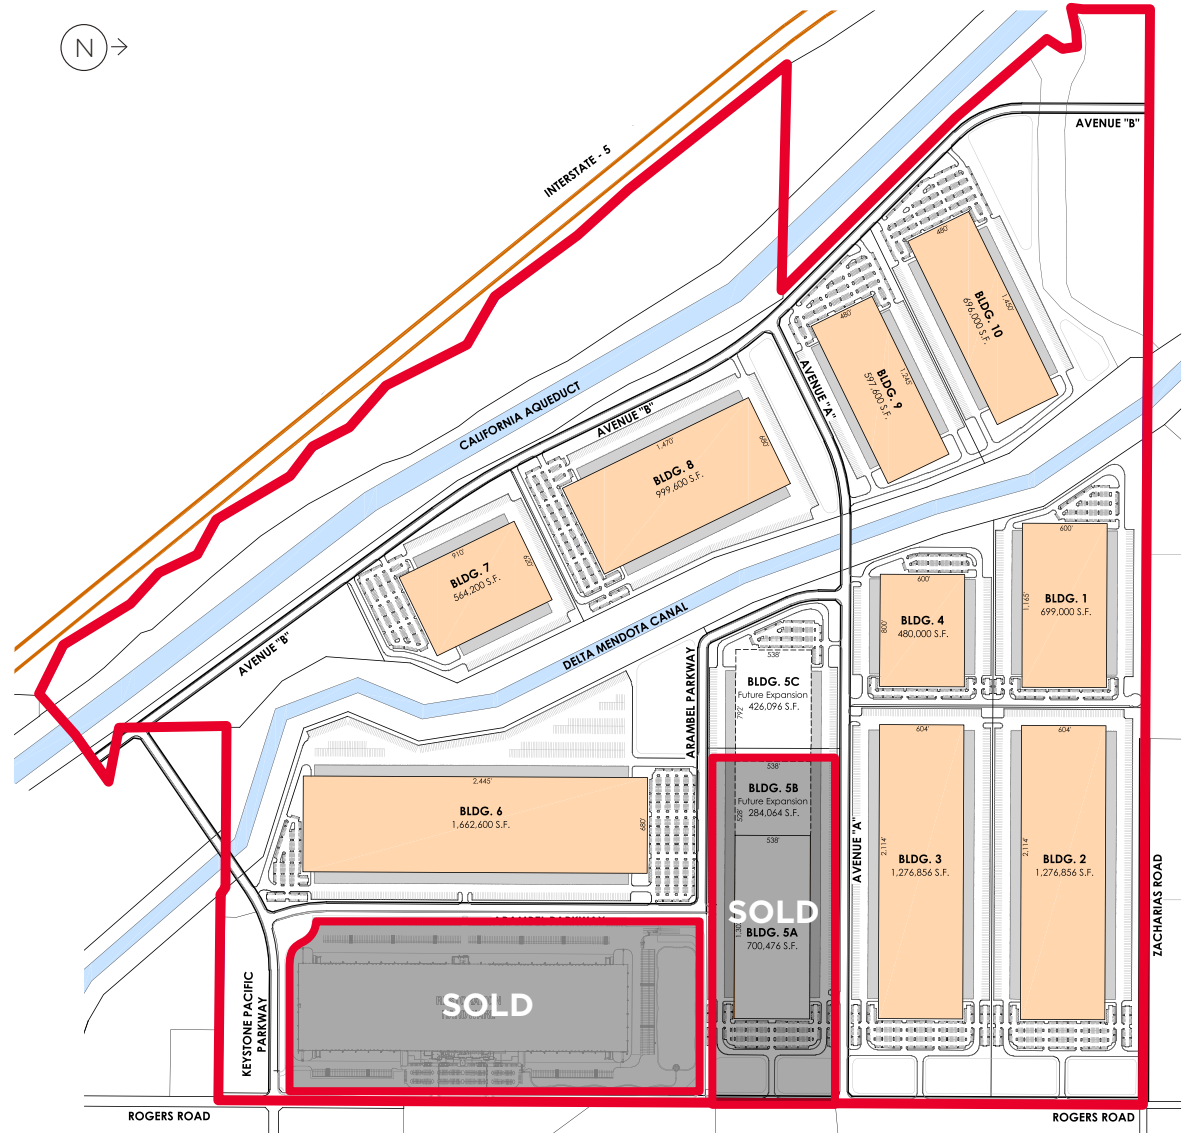 N
INTERSTATE - 5
AVENUE "B"
480'
1,450'
BLDG. 10
696,000 S.F.
480'
1,245'
BLDG. 9
597,600 S.F.
AVENUE "A"
CALIFORNIA AQUEDUCT
AVENUE "B"
1,470'
680'
BLDG. 8
999,600 S.F.
910'
620'
BLDG. 7
564,200 S.F.
AVENUE "B"
DELTA MENDOTA CANAL
600'
1,165'
BLDG. 1
699,000 S.F.
600'
800'
BLDG. 4
480,000 S.F.
ARAMBEL PARKWAY
538'
792'
BLDG. 5C
Future Expansion
426,096 S.F.
538'
528'
BLDG. 5B
Future Expansion
284,064 S.F.
538'
SOLD
BLDG. 5A
700,476 S.F.
2,445'
680'
BLDG. 6
1,662,600 S.F.
604'
2,114'
BLDG. 3
1,276,856 S.F.
604'
2,114'
BLDG. 2
1,276,856 S.F.
AVENUE "A"
ZACHARIAS ROAD
ARAMBEL PARKWAY
SOLD
KEYSTONE PACIFIC
PARKWAY
ROGERS ROAD
ROGERS ROAD